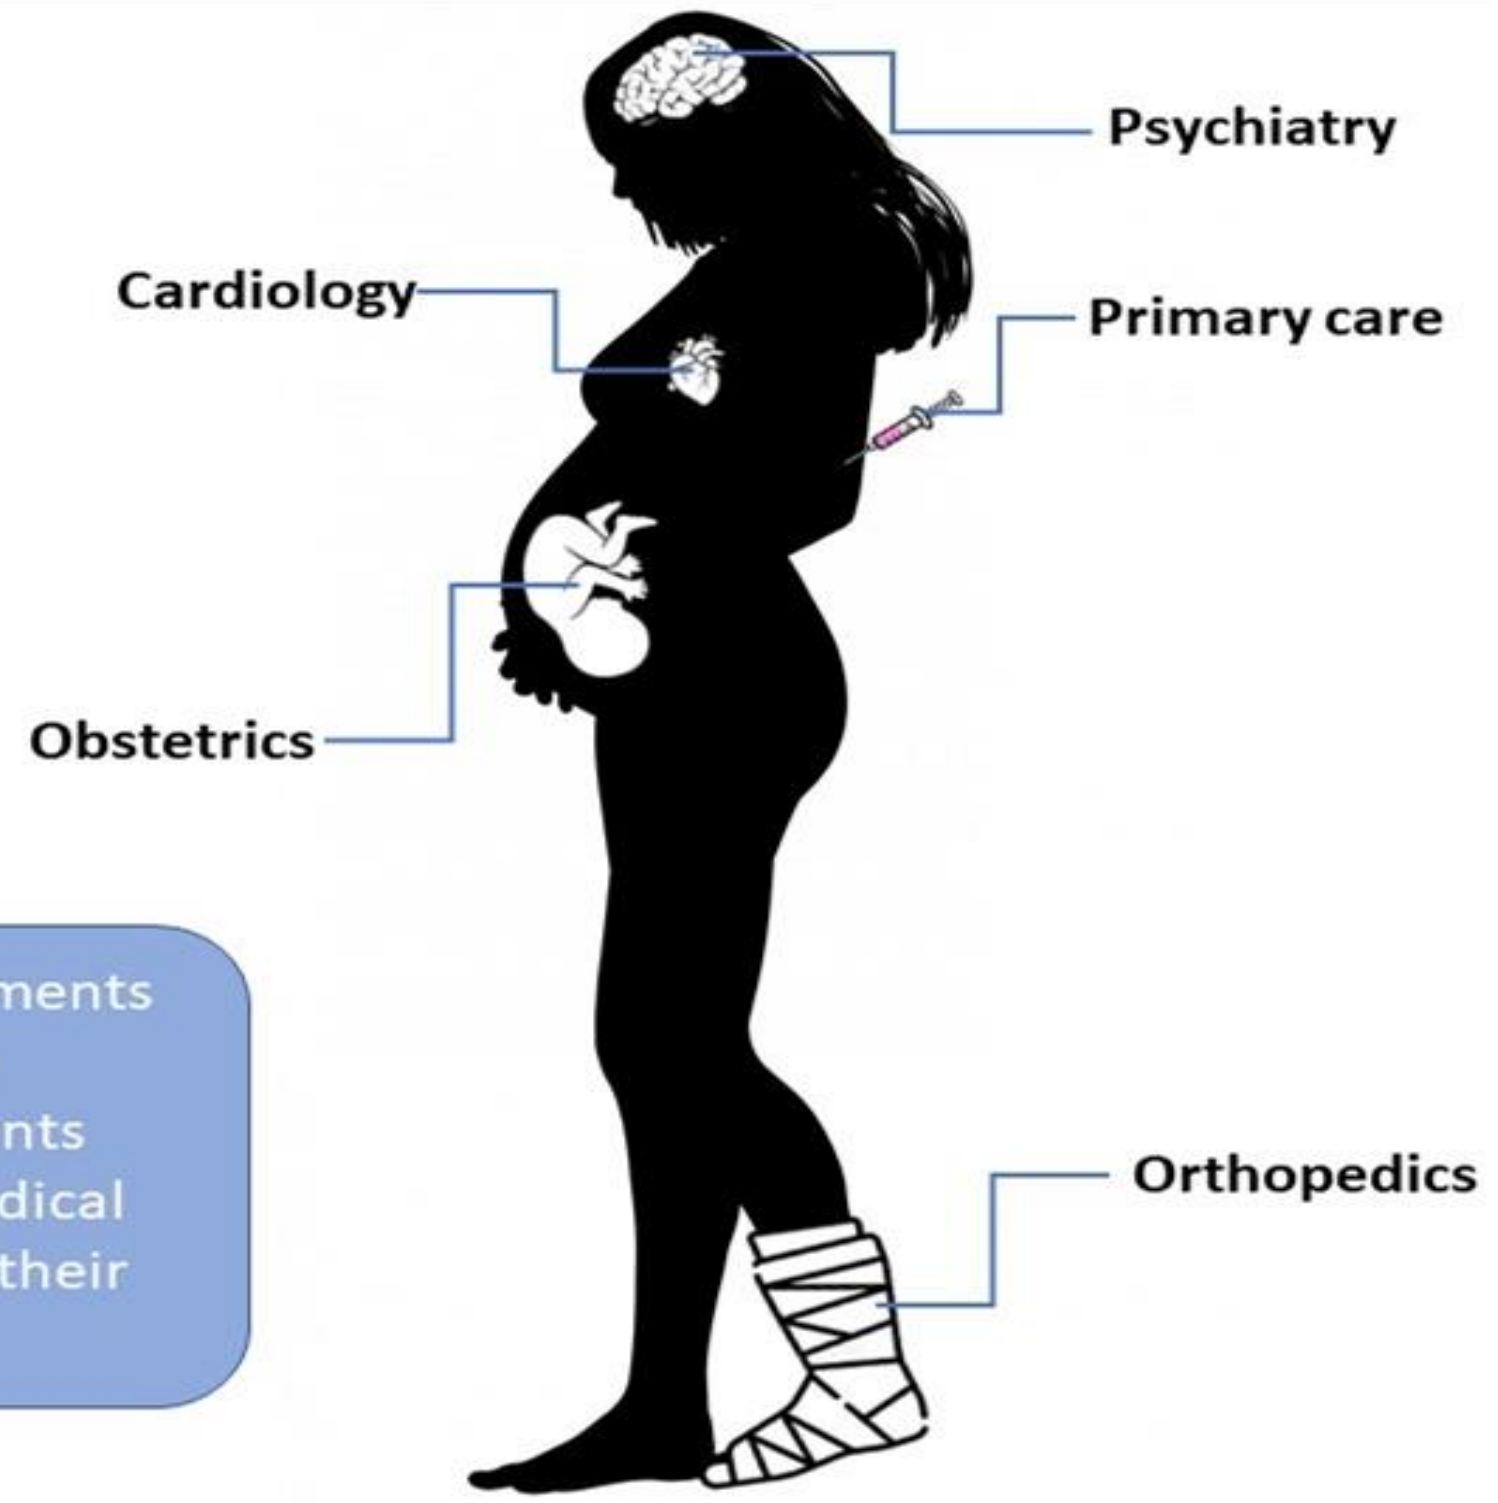 Psychiatry
Cardiology
Primary care
Obstetrics
ments
nts
dical
their
Orthopedics